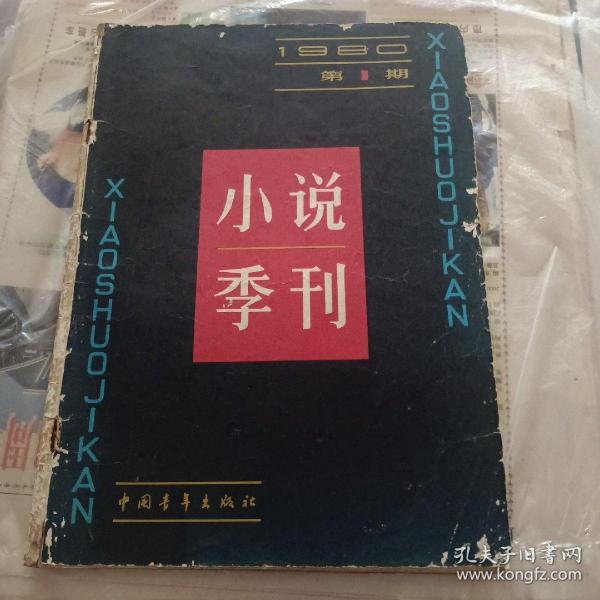 1980
第1期
XIAOSHUOJIKAN
小说
季刊
XIAOSHUOJIKAN
中国青年出版社
孔夫子旧书网
www.kongfz.com